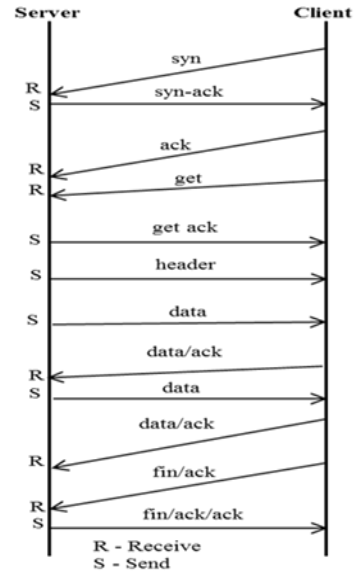 Server Client
syn
R
S syn-ack
ack
R
R get
S get ack
S header
S data
data/ack
R
S data
data/ack
R
fin/ack
R
S fin/ack/ack
R - Receive
S - Send